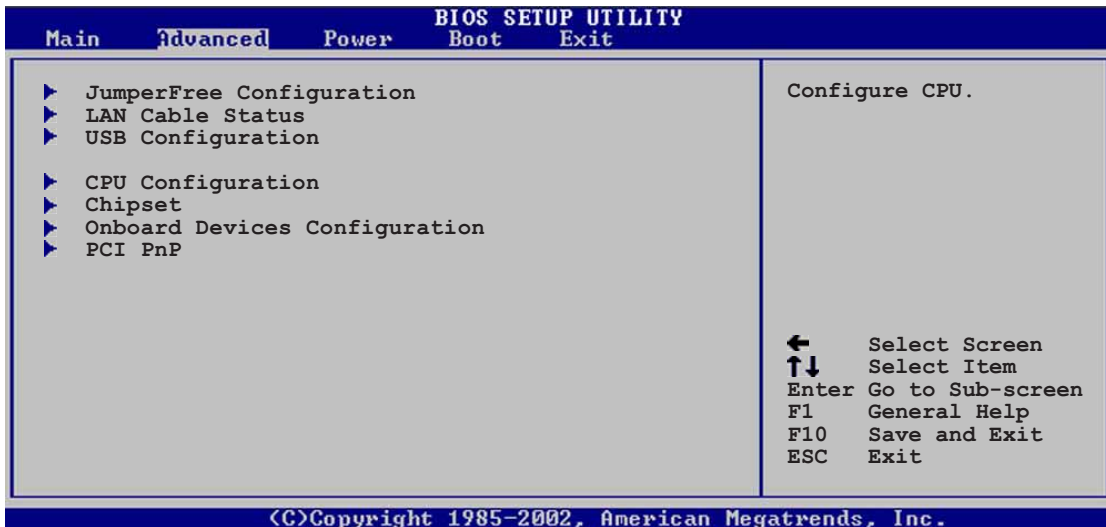 BIOS SETUP UTILITY
Main Advanced Power Boot Exit
JumperFree Configuration
LAN Cable Status
USB Configuration
CPU Configuration
Chipset
Onboard Devices Configuration
PCI PnP
Configure CPU.
← Select Screen
↑↓ Select Item
Enter Go to Sub-screen
F1 General Help
F10 Save and Exit
ESC Exit
(C)Copyright 1985-2002, American Megatrends, Inc.